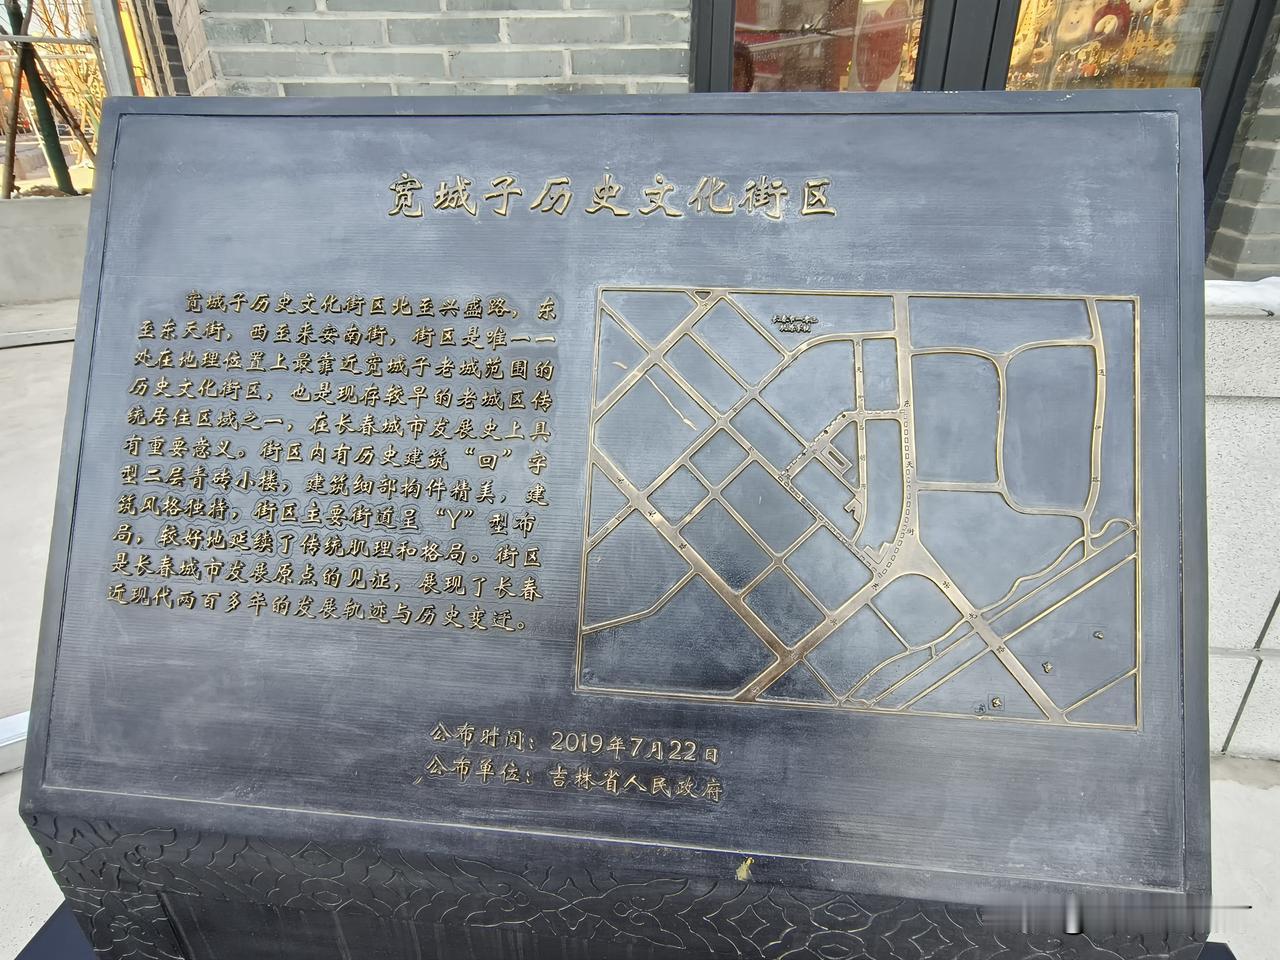 宽城子历史文化街区
宽城子历史文化街区北至兴盛路，东
至东天街，西至来安南街，街区是唯一一
处在地理位置上最靠近宽城子老城范围的
历史文化街区，也是现存较早的老城区传
统居住区域之一，在长春城市发展史上具
有重要意义。街区内有历史建筑“回”字
型二层青砖小楼，建筑细部构件精美，建
筑风格独特，街区主要街道呈“Y”型布
局，较好地延续了传统肌理和格局。街区
是长春城市发展原点的见证，展现了长春
近现代两百多年的发展轨迹与历史变迁。
东
天
街
公布时间：2019年7月22日
公布单位：吉林省人民政府